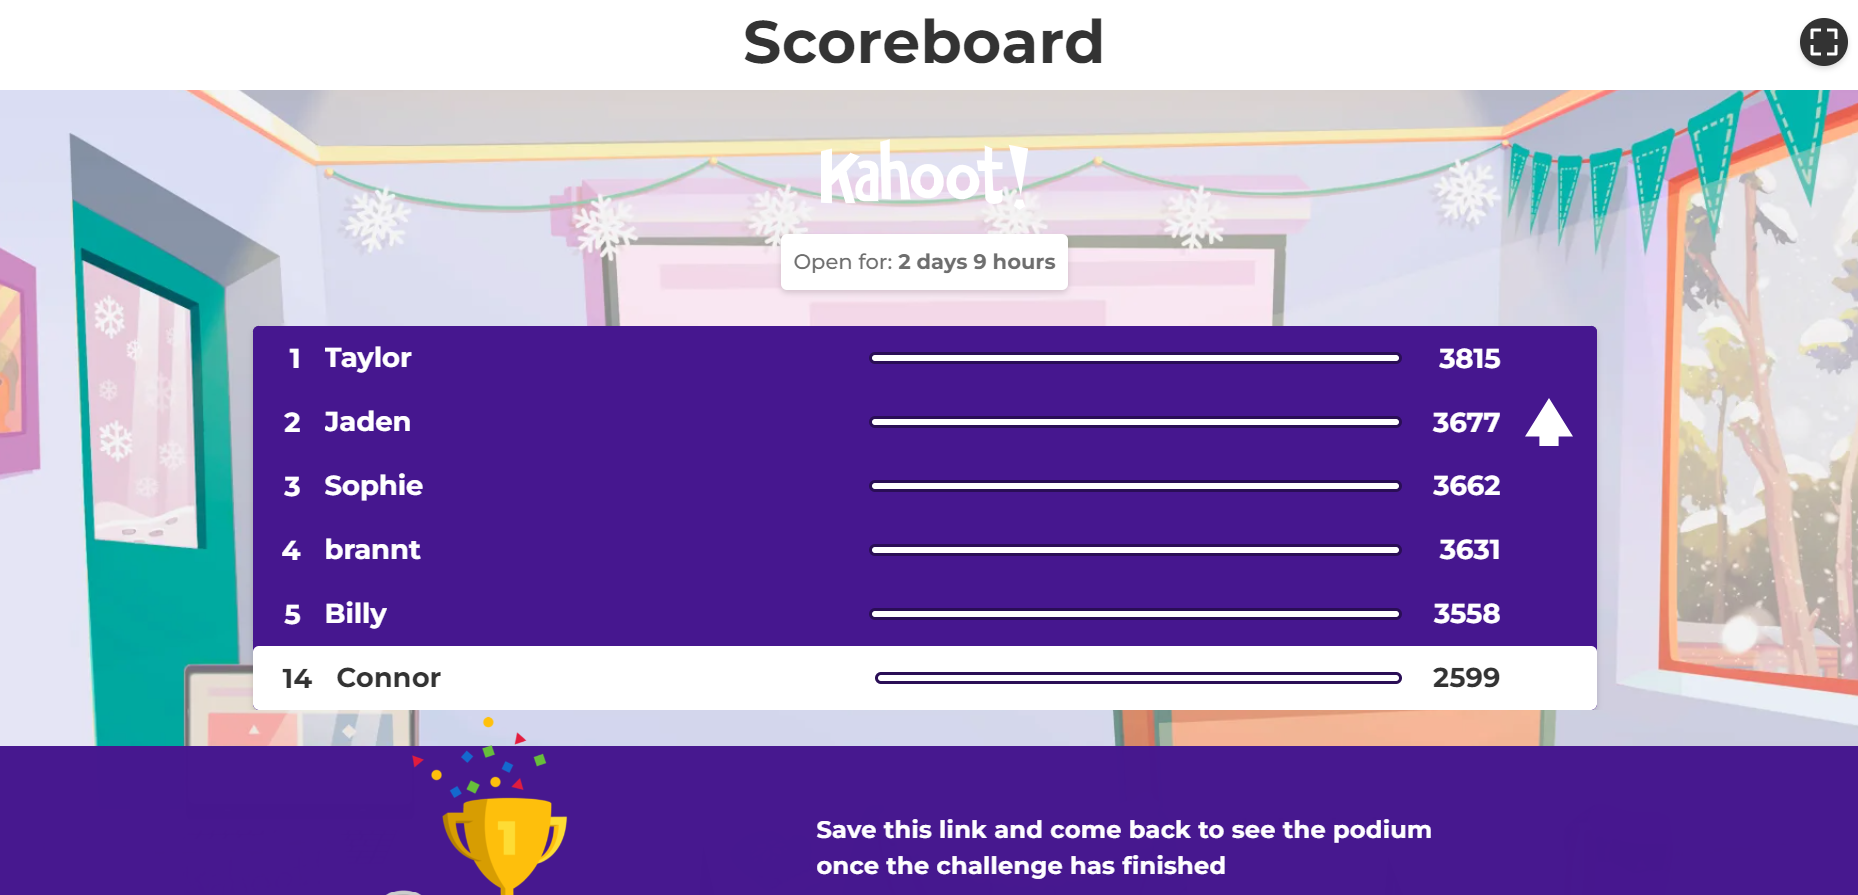 Scoreboard
Kahoot!
Open for: 2 days 9 hours
1 Taylor 3815
2 Jaden 3677
3 Sophie 3662
4 brannt 3631
5 Billy 3558
14 Connor 2599
1
Save this link and come back to see the podium
once the challenge has finished